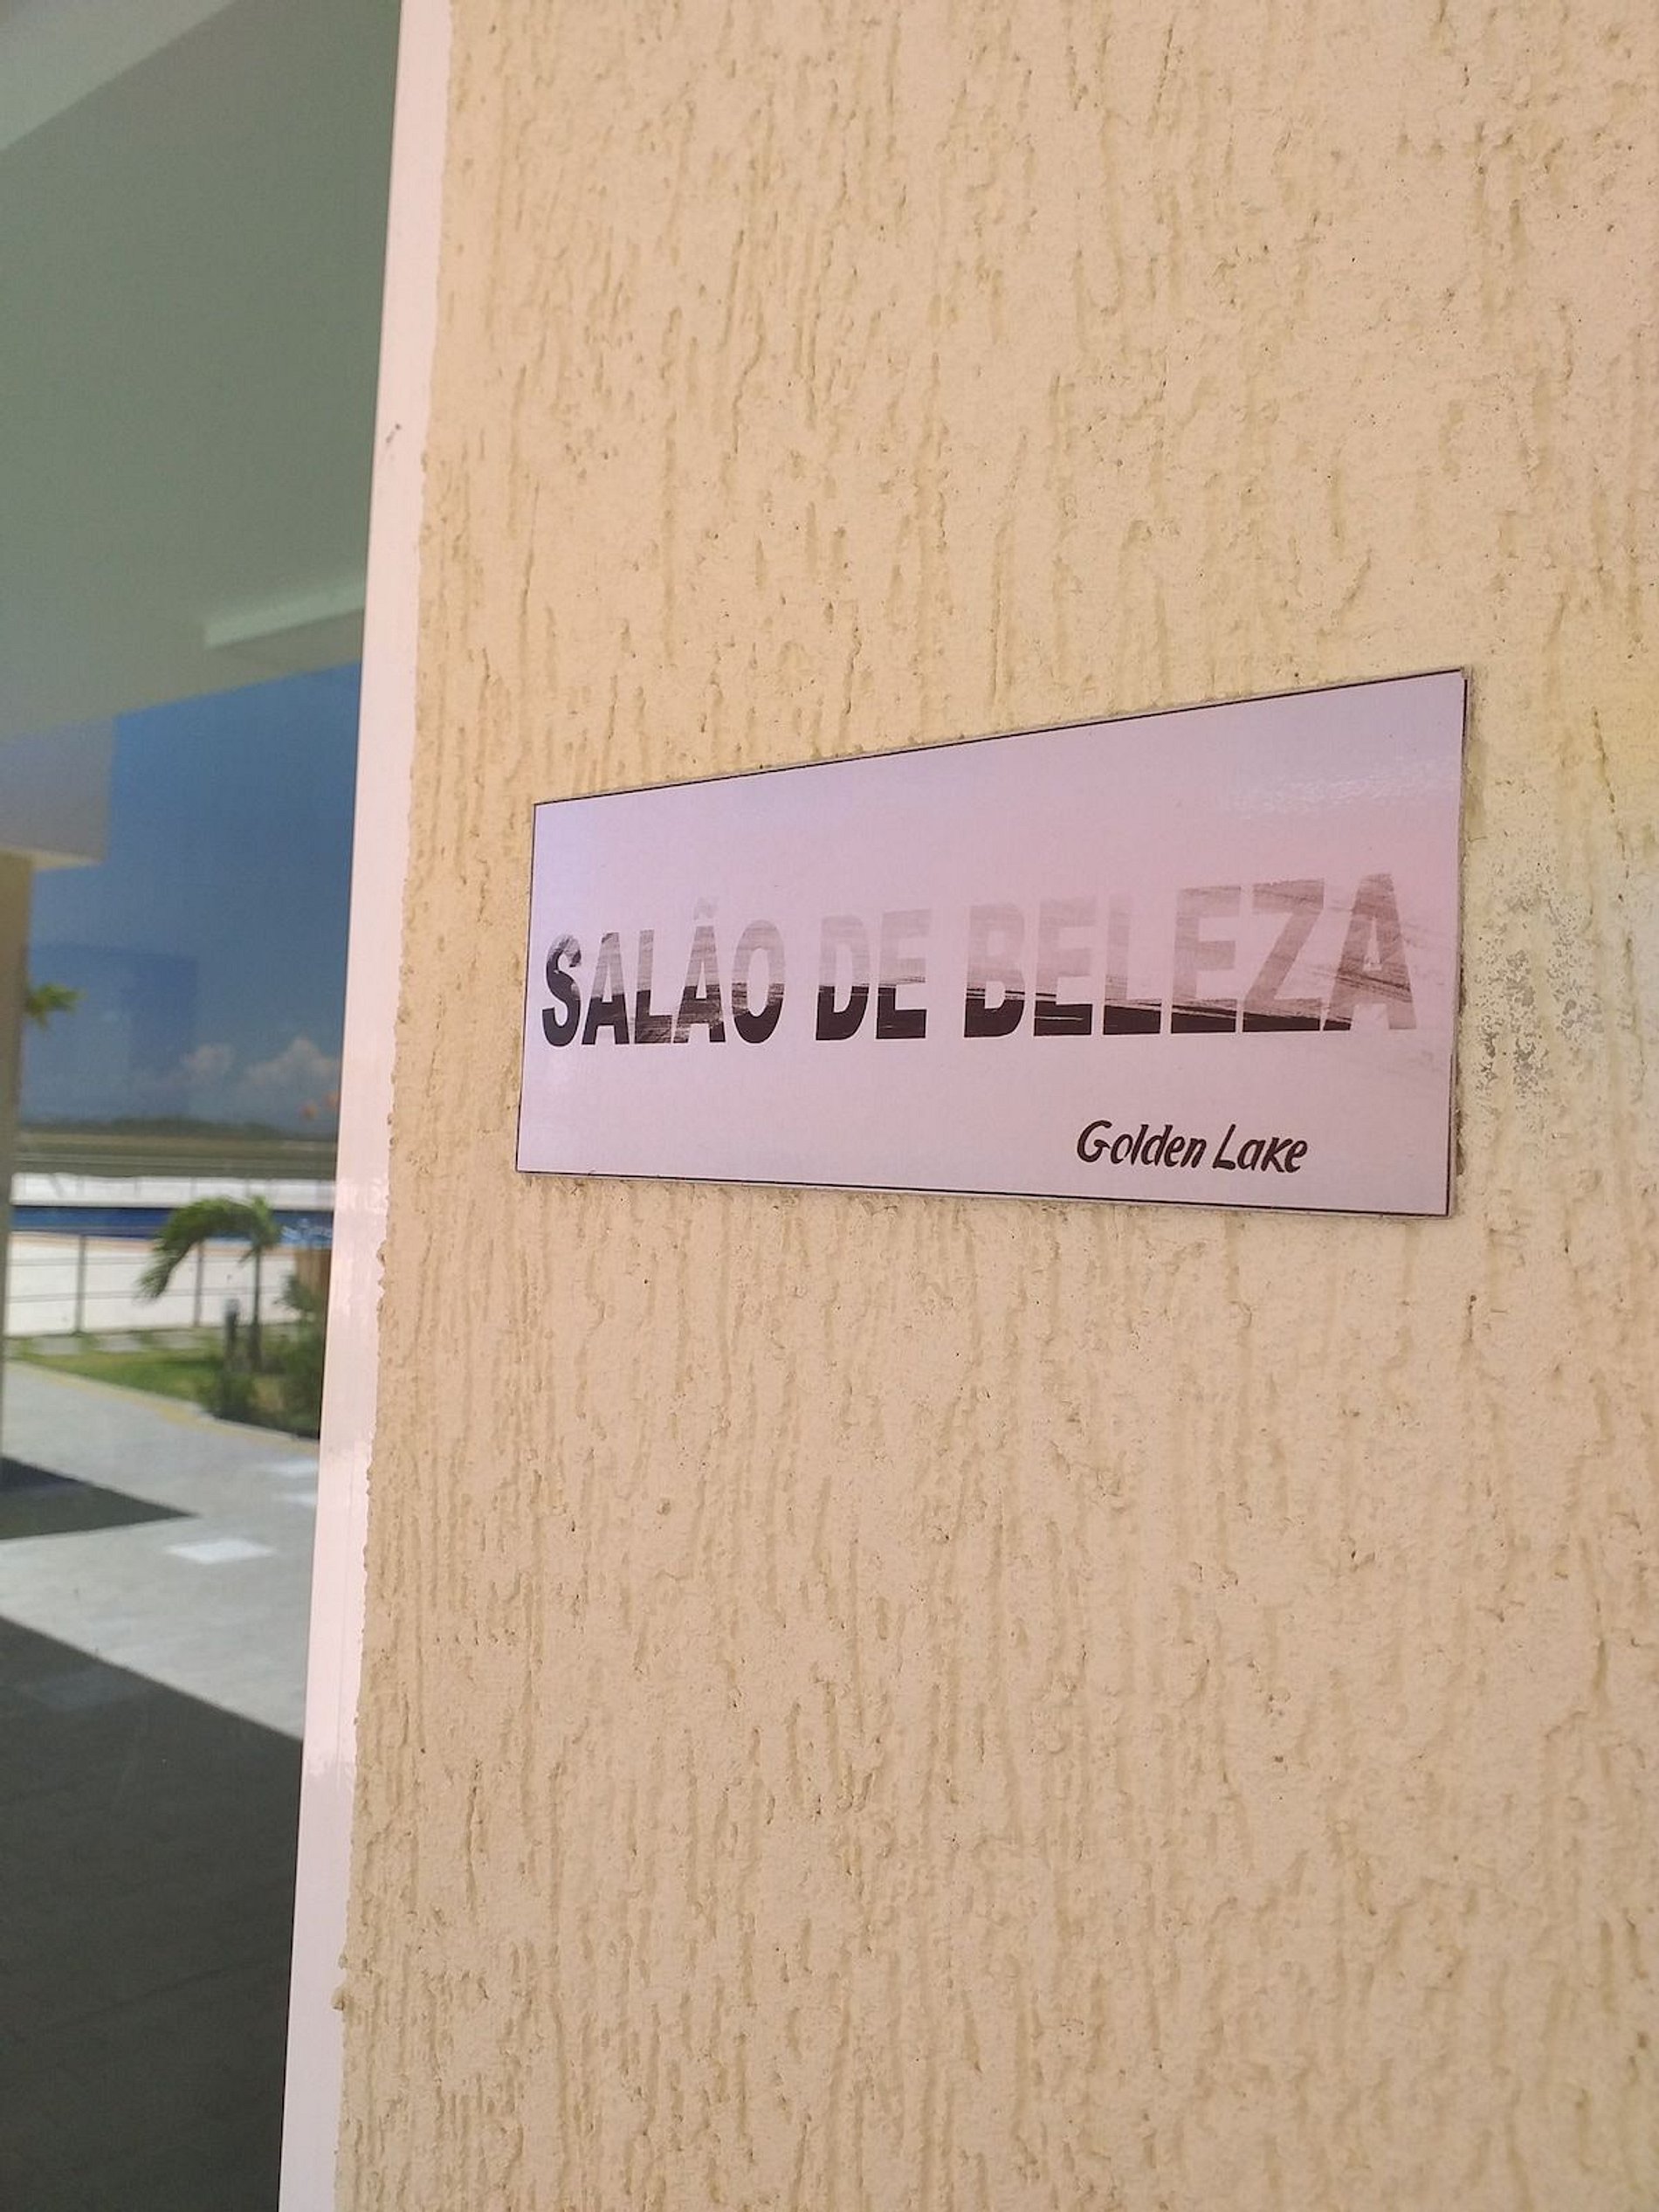 SALÃO DE BELEZA
Golden Lake